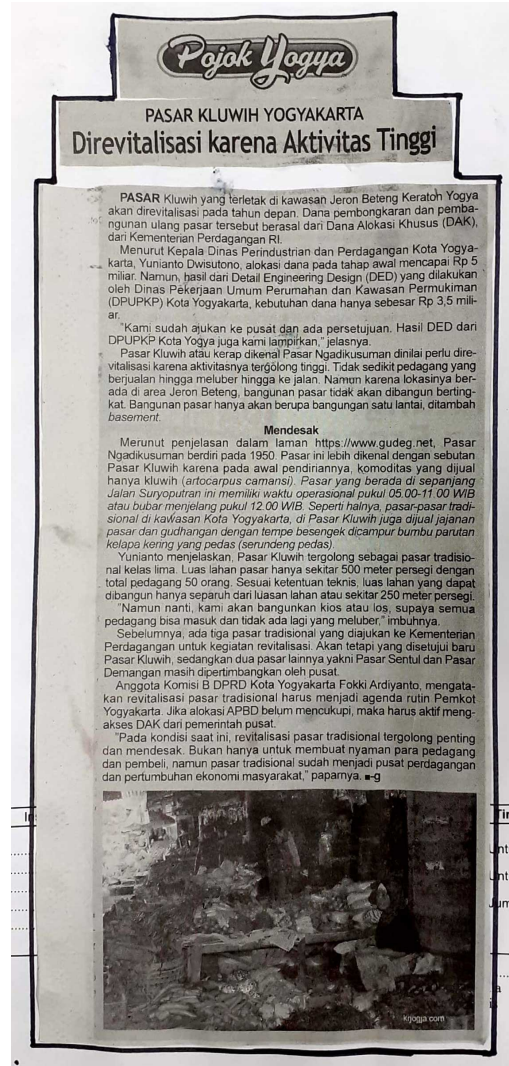 Pojok Yogya
PASAR KLUWIH YOGYAKARTA
Direvitalisasi karena Aktivitas Tinggi
PASAR Kluwih yang terletak di kawasan Jeron Beteng Keraton Yogya
akan direvitalisasi pada tahun depan. Dana pembongkaran dan pemba-
ngunan ulang pasar tersebut berasal dari Dana Alokasi Khusus (DAK),
dari Kementerian Perdagangan RI.
Menurut Kepala Dinas Perindustrian dan Perdagangan Kota Yogya-
karta, Yunianto Dwisutono, alokasi dana pada tahap awal mencapai Rp 5
miliar. Namun, hasil dari Detail Engineering Design (DED) yang dilakukan
oleh Dinas Pekerjaan Umum Perumahan dan Kawasan Permukiman
(DPUPKP) Kota Yogyakarta, kebutuhan dana hanya sebesar Rp 3,5 mili-
ar.
"Kami sudah ajukan ke pusat dan ada persetujuan. Hasil DED dari
DPUPKP Kota Yogya juga kami lampirkan," jelasnya.
Pasar Kluwih atau kerap dikenal Pasar Ngadikusuman dinilai perlu dire-
vitalisasi karena aktivitasnya tergolong tinggi. Tidak sedikit pedagang yang
berjualan hingga meluber hingga ke jalan. Namun karena lokasinya ber-
ada di area Jeron Beteng, bangunan pasar tidak akan dibangun berting-
kat. Bangunan pasar hanya akan berupa bangungan satu lantai, ditambah
basement.
Mendesak
Merunut penjelasan dalam laman https://www.gudeg.net, Pasar
Ngadikusuman berdiri pada 1950. Pasar ini lebih dikenal dengan sebutan
Pasar Kluwih karena pada awal pendiriannya, komoditas yang dijual
hanya kluwih (artocarpus camansi). Pasar yang berada di sepanjang
Jalan Suryoputran ini memiliki waktu operasional pukul 05.00-11.00 WIB
atau bubar menjelang pukul 12.00 WIB. Seperti halnya, pasar-pasar tradi-
sional di kawasan Kota Yogyakarta, di Pasar Kluwih juga dijual jajanan
pasar dan gudhangan dengan tempe besengek dicampur bumbu parutan
kelapa kering yang pedas (serundeng pedas).
Yunianto menjelaskan, Pasar Kluwih tergolong sebagai pasar tradisio-
nal kelas lima. Luas lahan pasar hanya sekitar 500 meter persegi dengan
total pedagang 50 orang. Sesuai ketentuan teknis, luas lahan yang dapat
dibangun hanya separuh dari luasan lahan atau sekitar 250 meter persegi.
"Namun nanti, kami akan bangunkan kios atau los, supaya semua
pedagang bisa masuk dan tidak ada lagi yang meluber," imbuhnya.
Sebelumnya, ada tiga pasar tradisional yang diajukan ke Kementerian
Perdagangan untuk kegiatan revitalisasi. Akan tetapi yang disetujui baru
Pasar Kluwih, sedangkan dua pasar lainnya yakni Pasar Sentul dan Pasar
Demangan masih dipertimbangkan oleh pusat.
Anggota Komisi B DPRD Kota Yogyakarta Fokki Ardiyanto, mengata-
kan revitalisasi pasar tradisional harus menjadi agenda rutin Pemkot
Yogyakarta. Jika alokasi APBD belum mencukupi, maka harus aktif meng-
akses DAK dari pemerintah pusat.
"Pada kondisi saat ini, revitalisasi pasar tradisional tergolong penting
dan mendesak. Bukan hanya untuk membuat nyaman para pedagang
dan pembeli, namun pasar tradisional sudah menjadi pusat perdagangan
dan pertumbuhan ekonomi masyarakat," paparnya. ■-g
krjogja.com